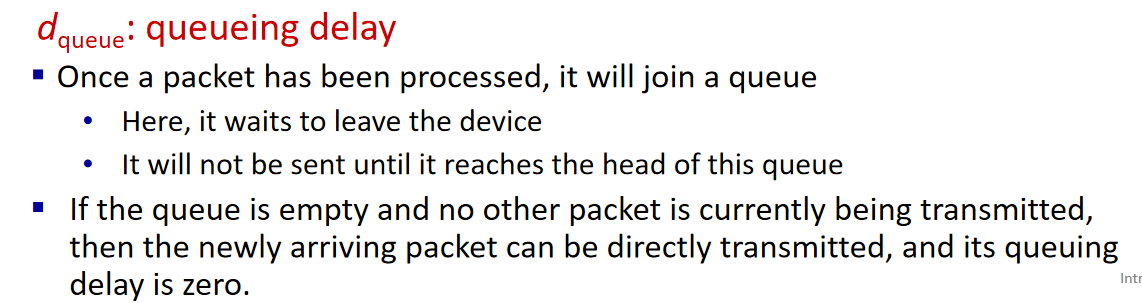 dqueue: queueing delay
▪ Once a packet has been processed, it will join a queue
• Here, it waits to leave the device
• It will not be sent until it reaches the head of this queue
▪ If the queue is empty and no other packet is currently being transmitted,
then the newly arriving packet can be directly transmitted, and its queuing
delay is zero.
Intr